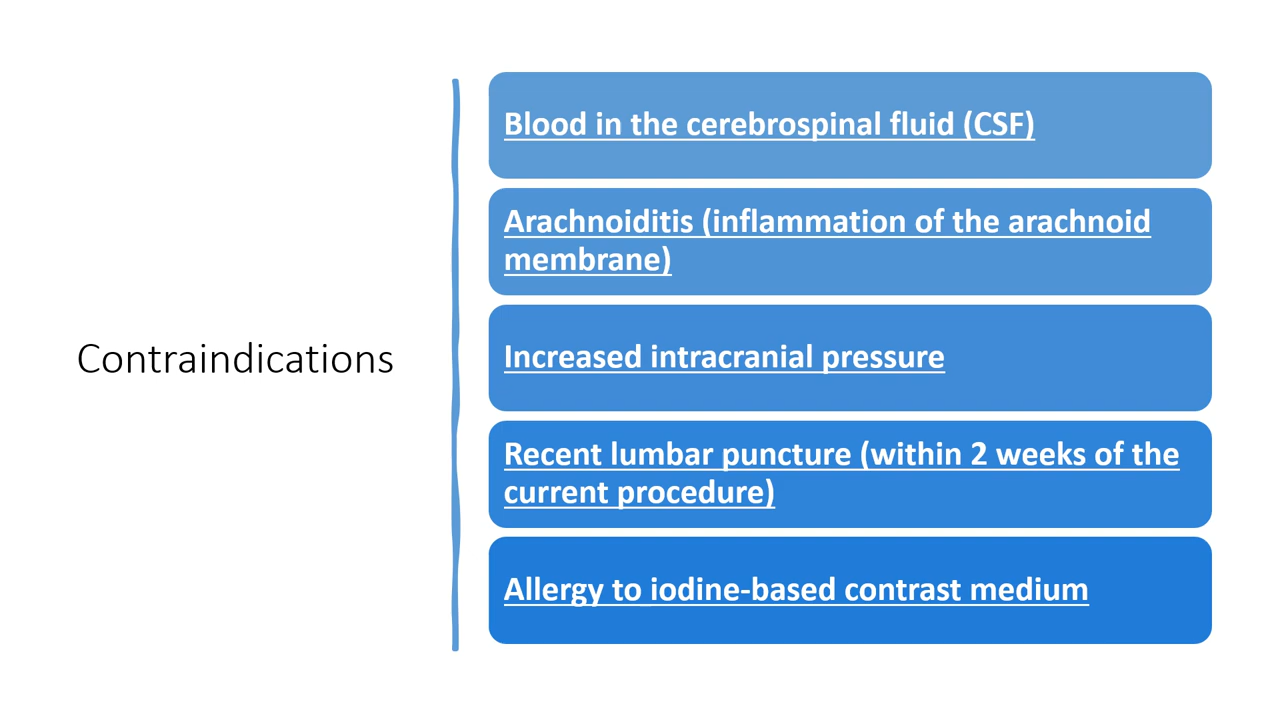 Contraindications
Blood in the cerebrospinal fluid (CSF)
Arachnoiditis (inflammation of the arachnoid
membrane)
Increased intracranial pressure
Recent lumbar puncture (within 2 weeks of the
current procedure)
Allergy to iodine-based contrast medium